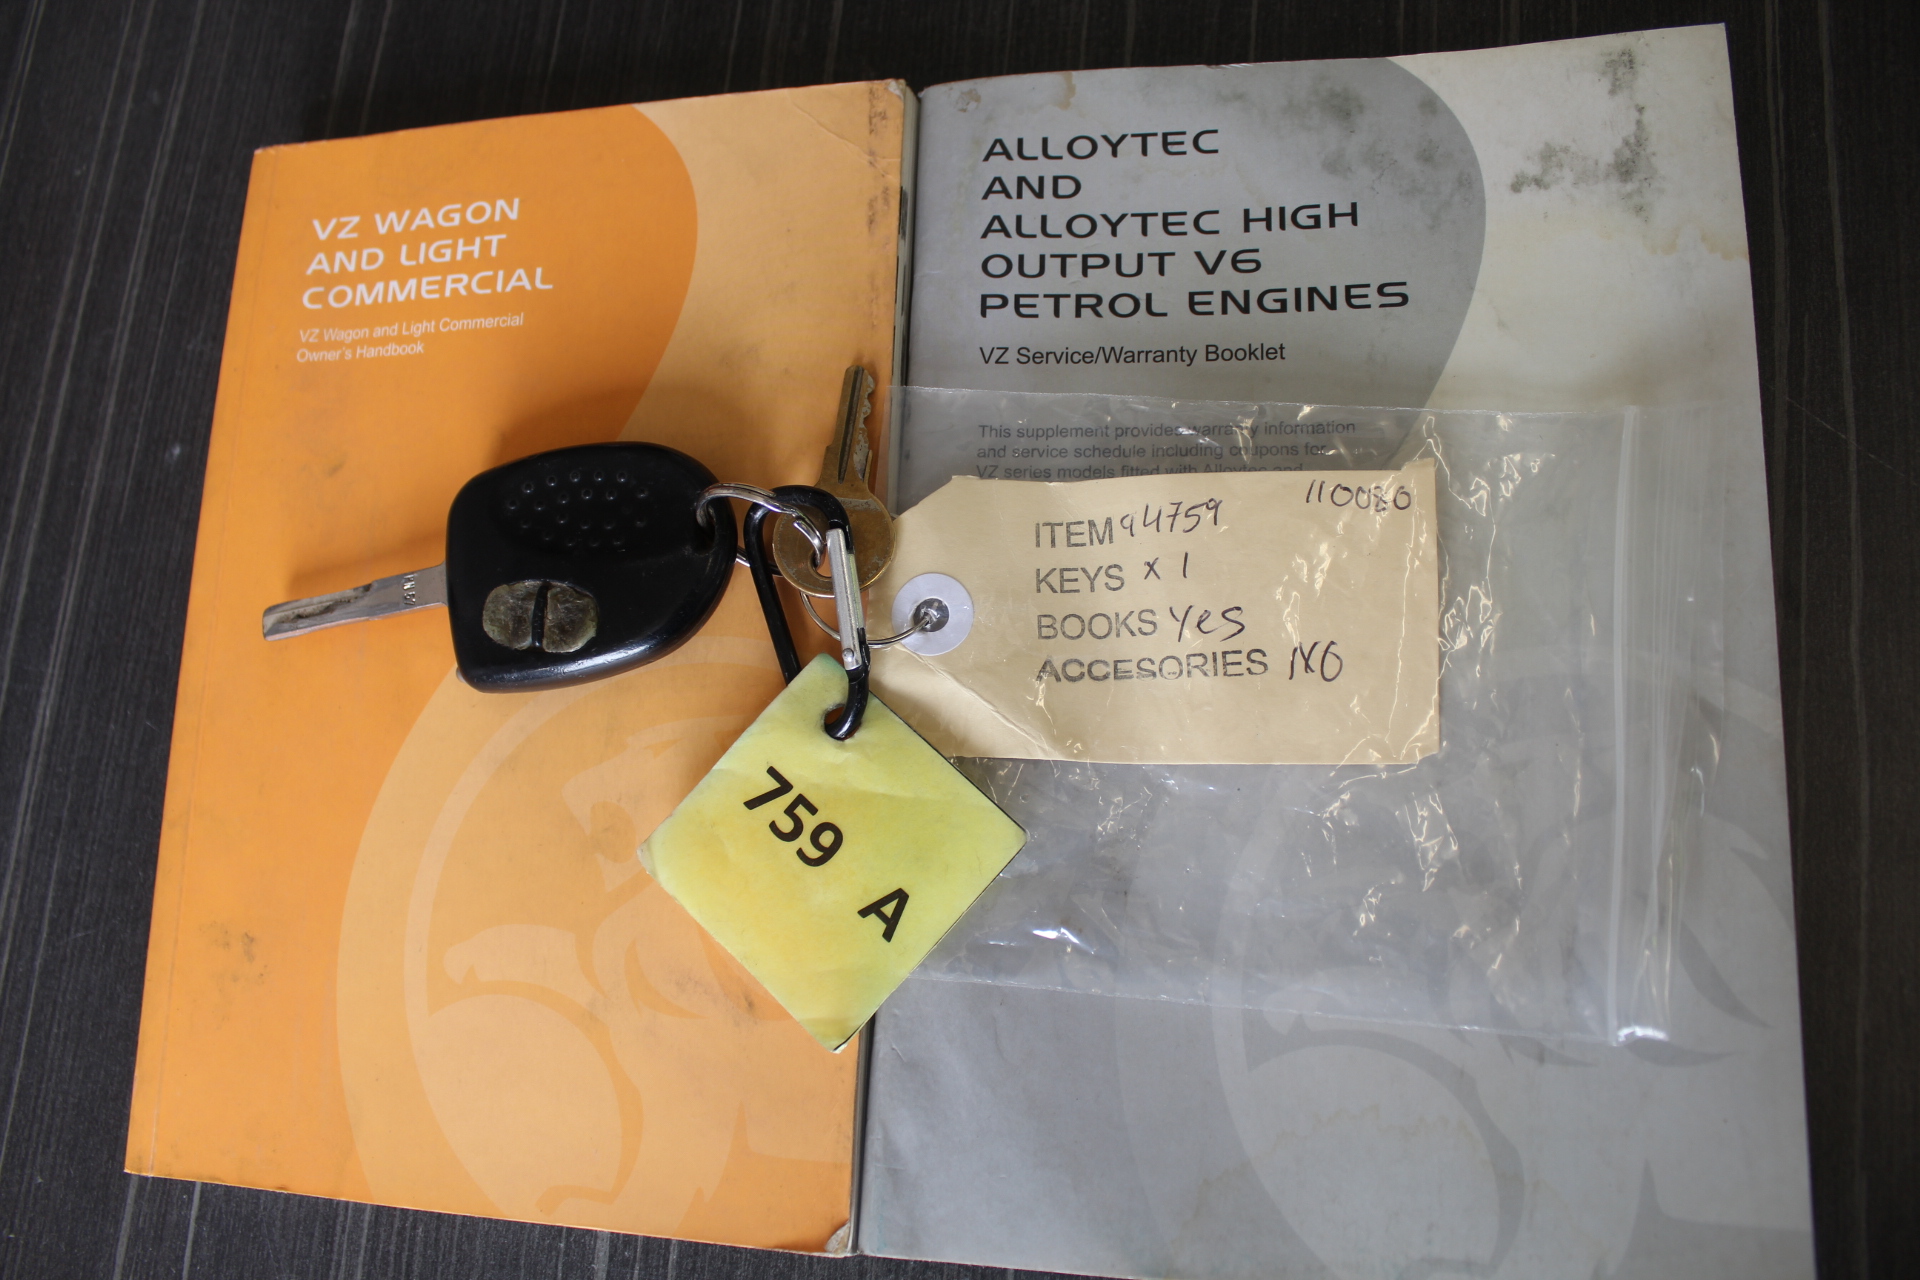 VZ WAGON
AND LIGHT
COMMERCIAL
VZ Wagon and Light Commercial
Owner's Handbook
ALLOYTEC
AND
ALLOYTEC HIGH
OUTPUT V6
PETROL ENGINES
VZ Service/Warranty Booklet
This supplement provides warranty information
and service schedule including coupons for
VZ series models fitted with Alloytec and
110080
ITEM 94759
KEYS x 1
BOOKS Yes
ACCESORIES NO
759
A